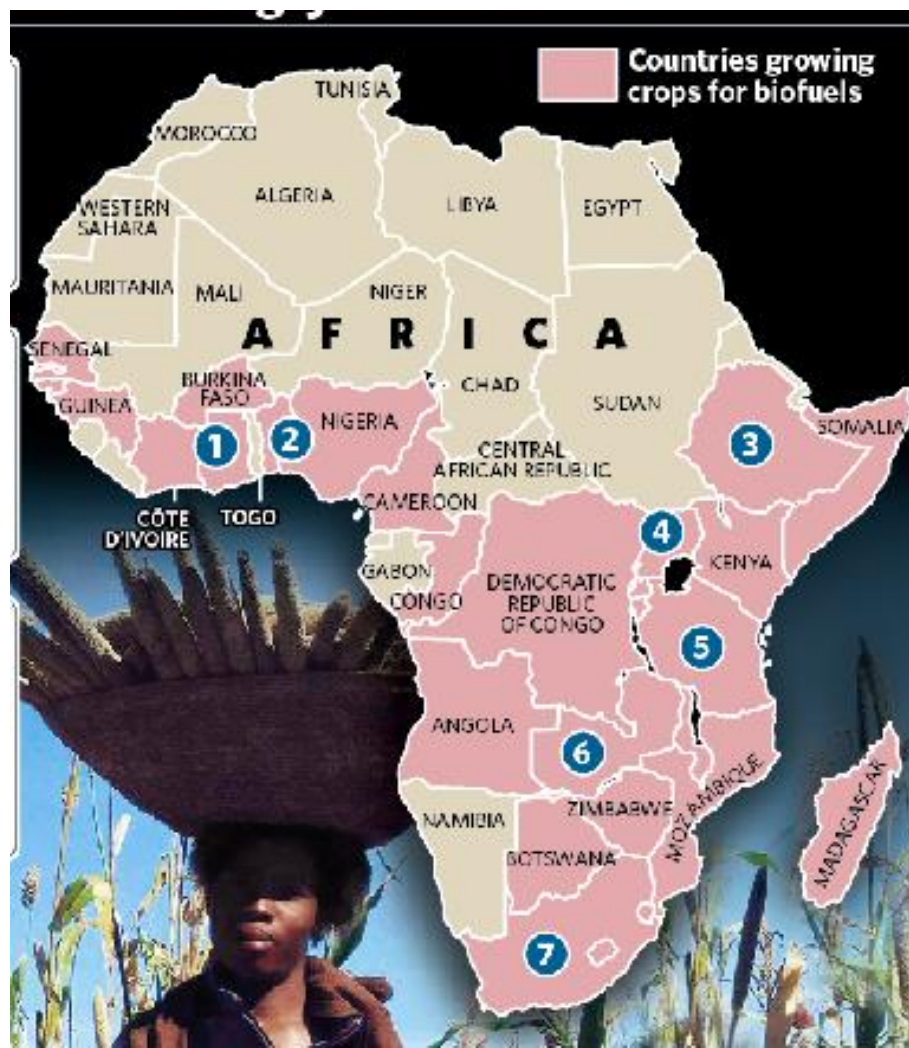 Countries growing
crops for biofuels
TUNISIA
MOROCCO
ALGERIA
LIBYA
EGYPT
WESTERN
SAHARA
MAURITANIA
MALI
NIGER
AFRICA
CHAD
SUDAN
SENEGAL
BURKINA
FASO
GUINEA
NIGERIA
1
2
3
SOMALIA
CENTRAL
AFRICAN REPUBLIC
CAMEROON
CÔTE
D'IVOIRE
TOGO
4
KENYA
GABON
CONGO
DEMOCRATIC
REPUBLIC
OF CONGO
5
ANGOLA
6
ZIMBABWE
MOZAMBIQUE
MADAGASCAR
NAMIBIA
BOTSWANA
7